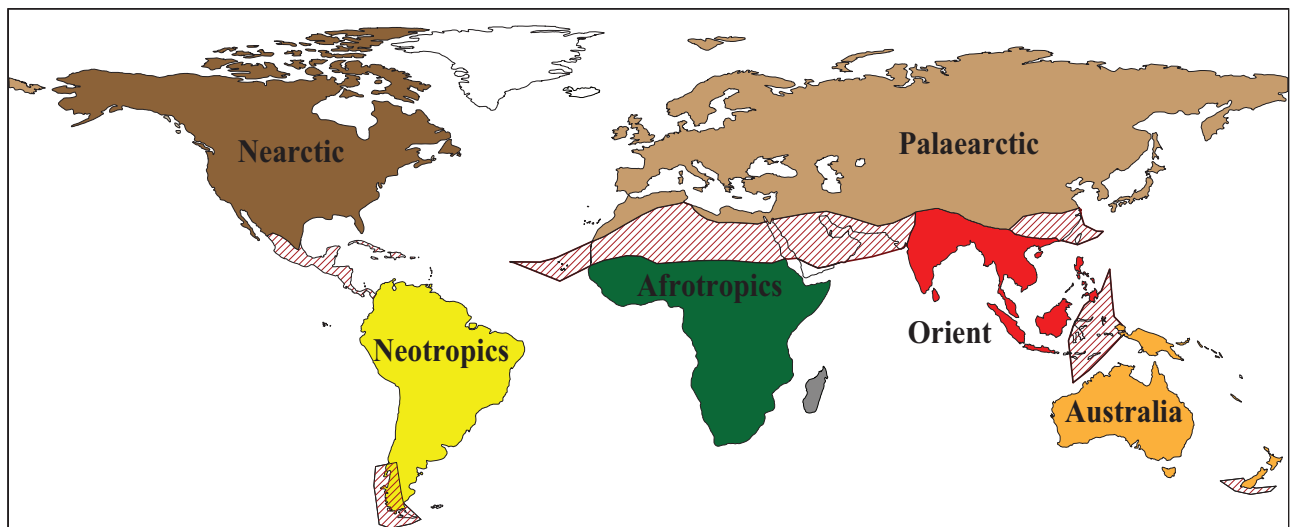 Nearctic
Palaearctic
Afrotropics
Orient
Neotropics
Australia